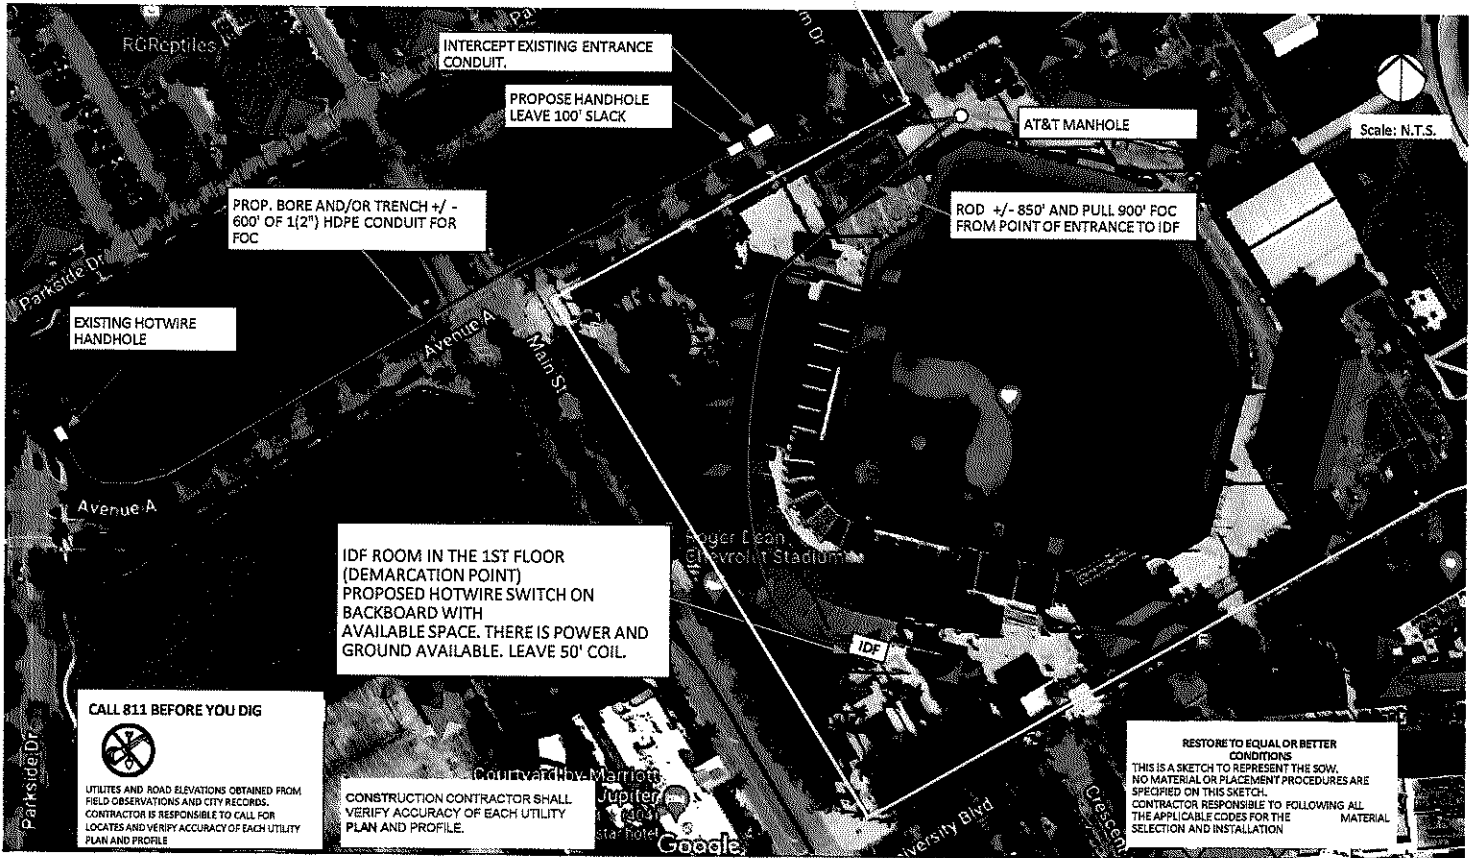 RGReptiles
INTERCEPT EXISTING ENTRANCE
CONDUIT.
PROPOSE HANDHOLE
LEAVE 100' SLACK
AT&T MANHOLE
Scale: N.T.S.
PROP. BORE AND/OR TRENCH +/ -
600' OF 1(2") HDPE CONDUIT FOR
FOC
ROD +/- 850' AND PULL 900' FOC
FROM POINT OF ENTRANCE TO IDF
Parkside Dr
EXISTING HOTWIRE
HANDHOLE
Avenue A
Main St
Avenue A
IDF ROOM IN THE 1ST FLOOR
(DEMARCATION POINT)
PROPOSED HOTWIRE SWITCH ON
BACKBOARD WITH
AVAILABLE SPACE. THERE IS POWER AND
GROUND AVAILABLE. LEAVE 50' COIL.
Roger Dean
Chevrolet Stadium
IDF
CALL 811 BEFORE YOU DIG
UTILITES AND ROAD ELEVATIONS OBTAINED FROM
FIELD OBSERVATIONS AND CITY RECORDS.
CONTRACTOR IS RESPONSIBLE TO CALL FOR
LOCATES AND VERIFY ACCURACY OF EACH UTILITY
PLAN AND PROFILE
Parkside Dr
CONSTRUCTION CONTRACTOR SHALL
VERIFY ACCURACY OF EACH UTILITY
PLAN AND PROFILE.
Courtyard by Marriott
Jupiter
star hotel
Google
University Blvd
RESTORE TO EQUAL OR BETTER
CONDITIONS
THIS IS A SKETCH TO REPRESENT THE SOW.
NO MATERIAL OR PLACEMENT PROCEDURES ARE
SPECIFIED ON THIS SKETCH.
CONTRACTOR RESPONSIBLE TO FOLLOWING ALL
THE APPLICABLE CODES FOR THE MATERIAL
SELECTION AND INSTALLATION